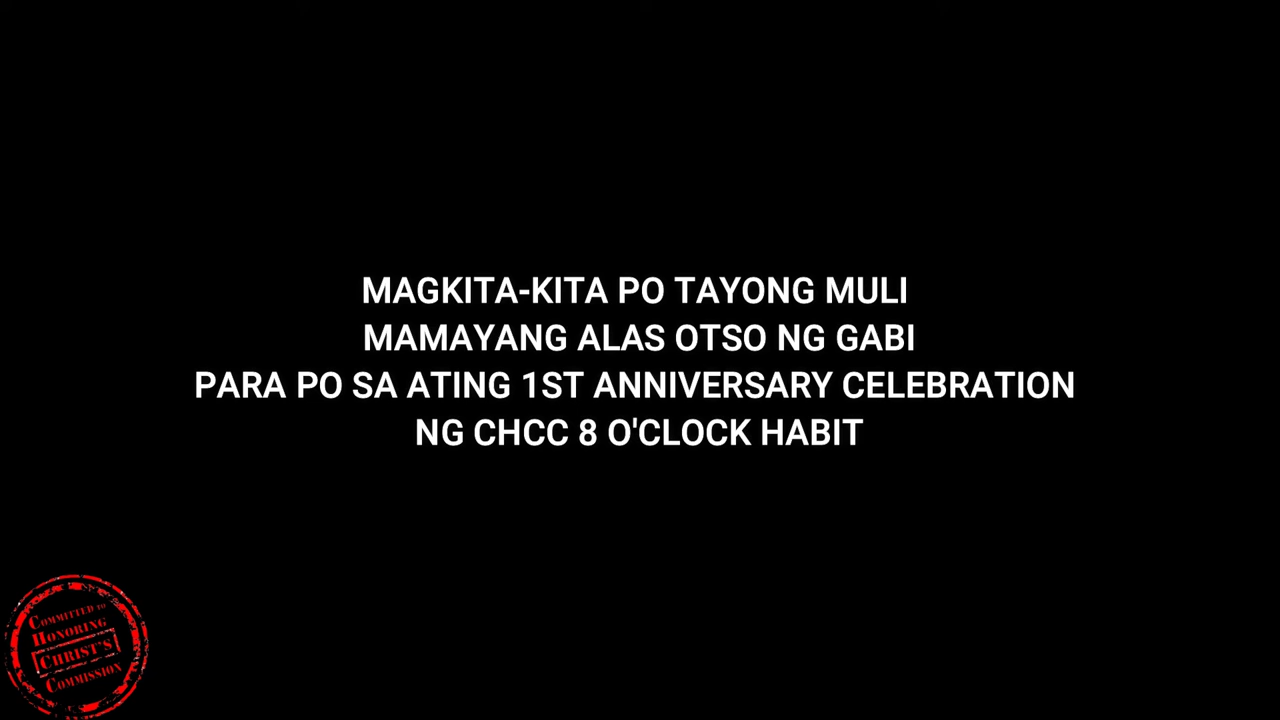 MAGKITA-KITA PO TAYONG MULI
MAMAYANG ALAS OTSO NG GABI
PARA PO SA ATING 1ST ANNIVERSARY CELEBRATION
NG CHCC 8 O'CLOCK HABIT
COMMITTED TO
HONORING
CHRIST'S
COMMISSION